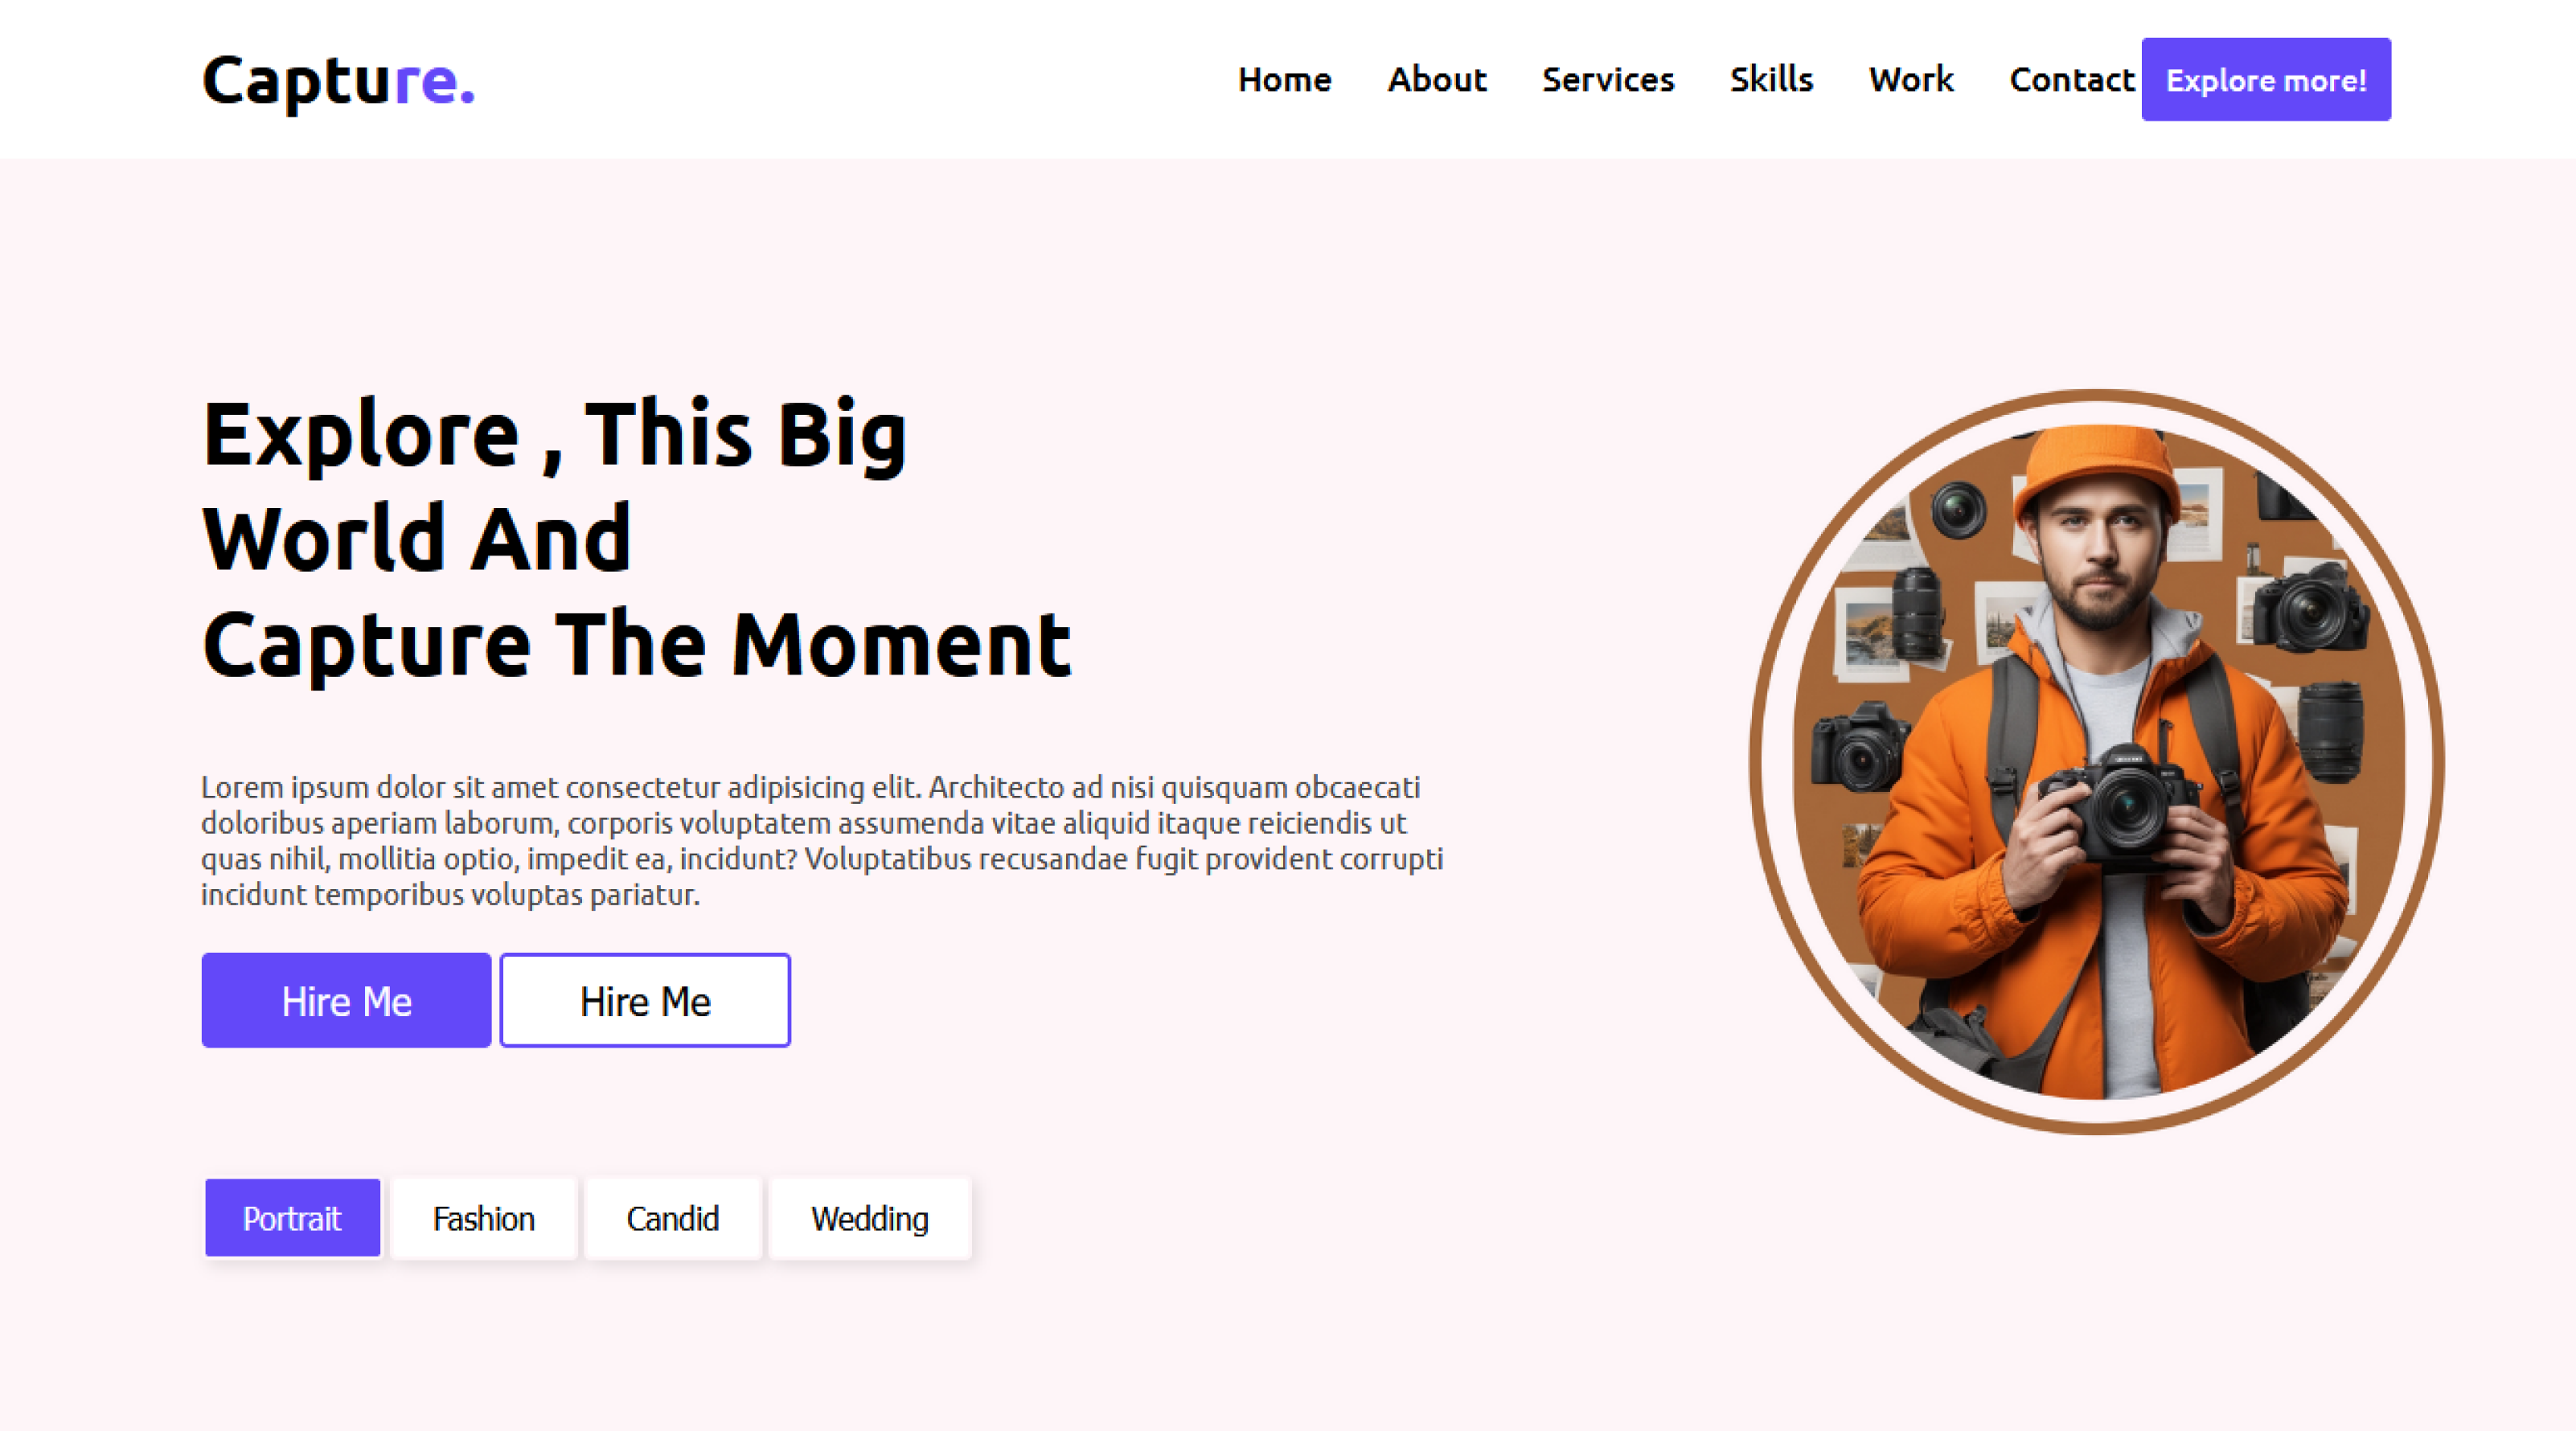 Capture.
Home About Services Skills Work Contact Explore more!
Explore , This Big
World And
Capture The Moment
Lorem ipsum dolor sit amet consectetur adipisicing elit. Architecto ad nisi quisquam obcaecati
doloribus aperiam laborum, corporis voluptatem assumenda vitae aliquid itaque reiciendis ut
quas nihil, mollitia optio, impedit ea, incidunt? Voluptatibus recusandae fugit provident corrupti
incidunt temporibus voluptas pariatur.
Hire Me Hire Me
Portrait Fashion Candid Wedding